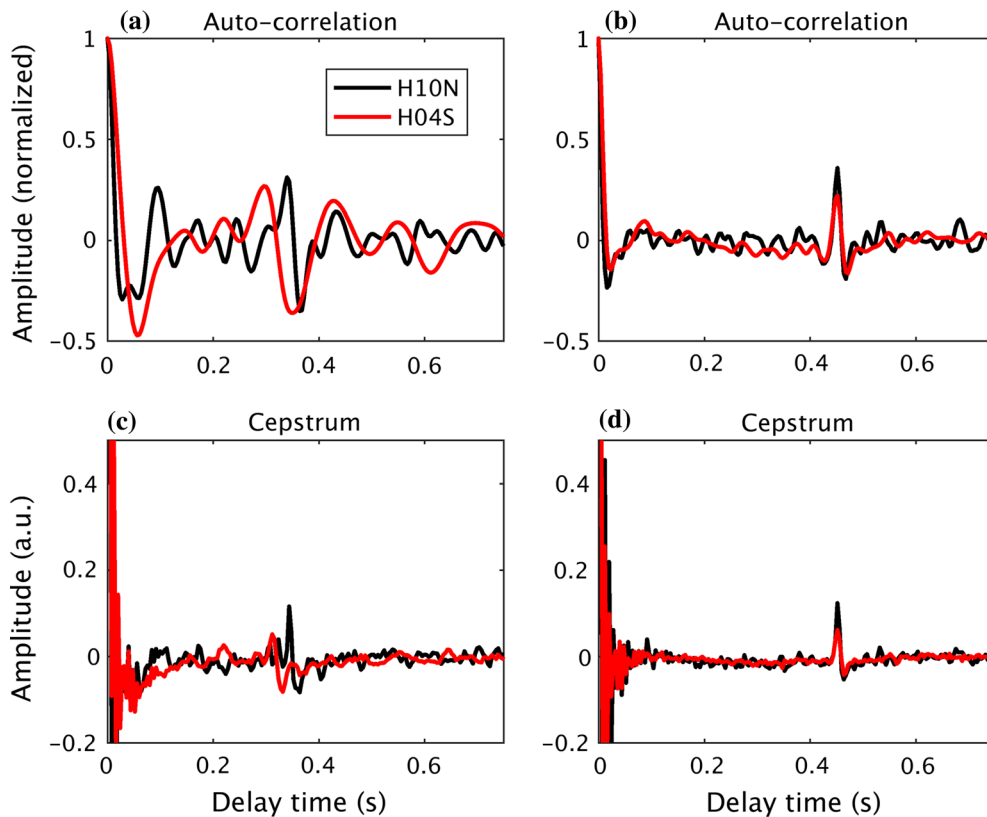 (a) Auto-correlation
(b) Auto-correlation
Amplitude (normalized)
1
0.5
0
−0.5
H10N
H04S
0 0.2 0.4 0.6
1
0.5
0
−0.5
0 0.2 0.4 0.6
(c) Cepstrum
(d) Cepstrum
Amplitude (a.u.)
0.4
0.2
0
−0.2
0 0.2 0.4 0.6
Delay time (s)
0.4
0.2
0
−0.2
0 0.2 0.4 0.6
Delay time (s)